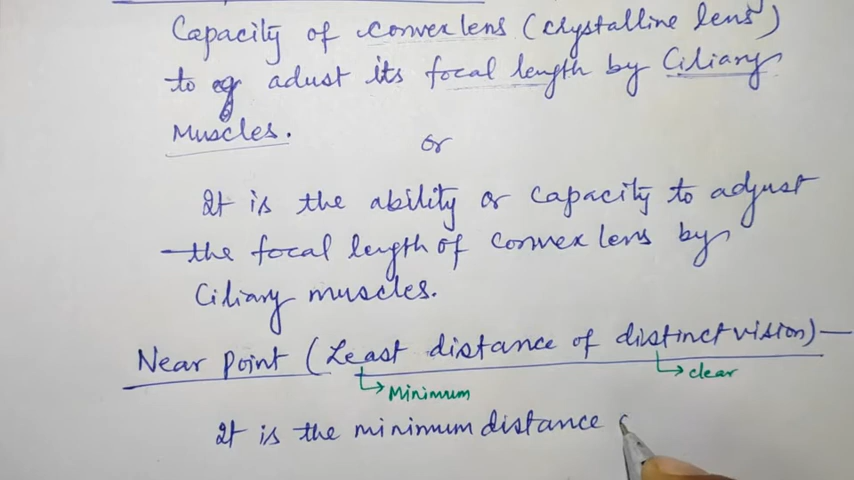 Capacity of convex lens (crystalline lens)
to adust its focal length by Ciliary
Muscles.
or
It is the ability or capacity to adjust
the focal length of convex lens by
Ciliary muscles.
Near point (Least distance of distinct vision) —
Minimum
clear
It is the minimum distance